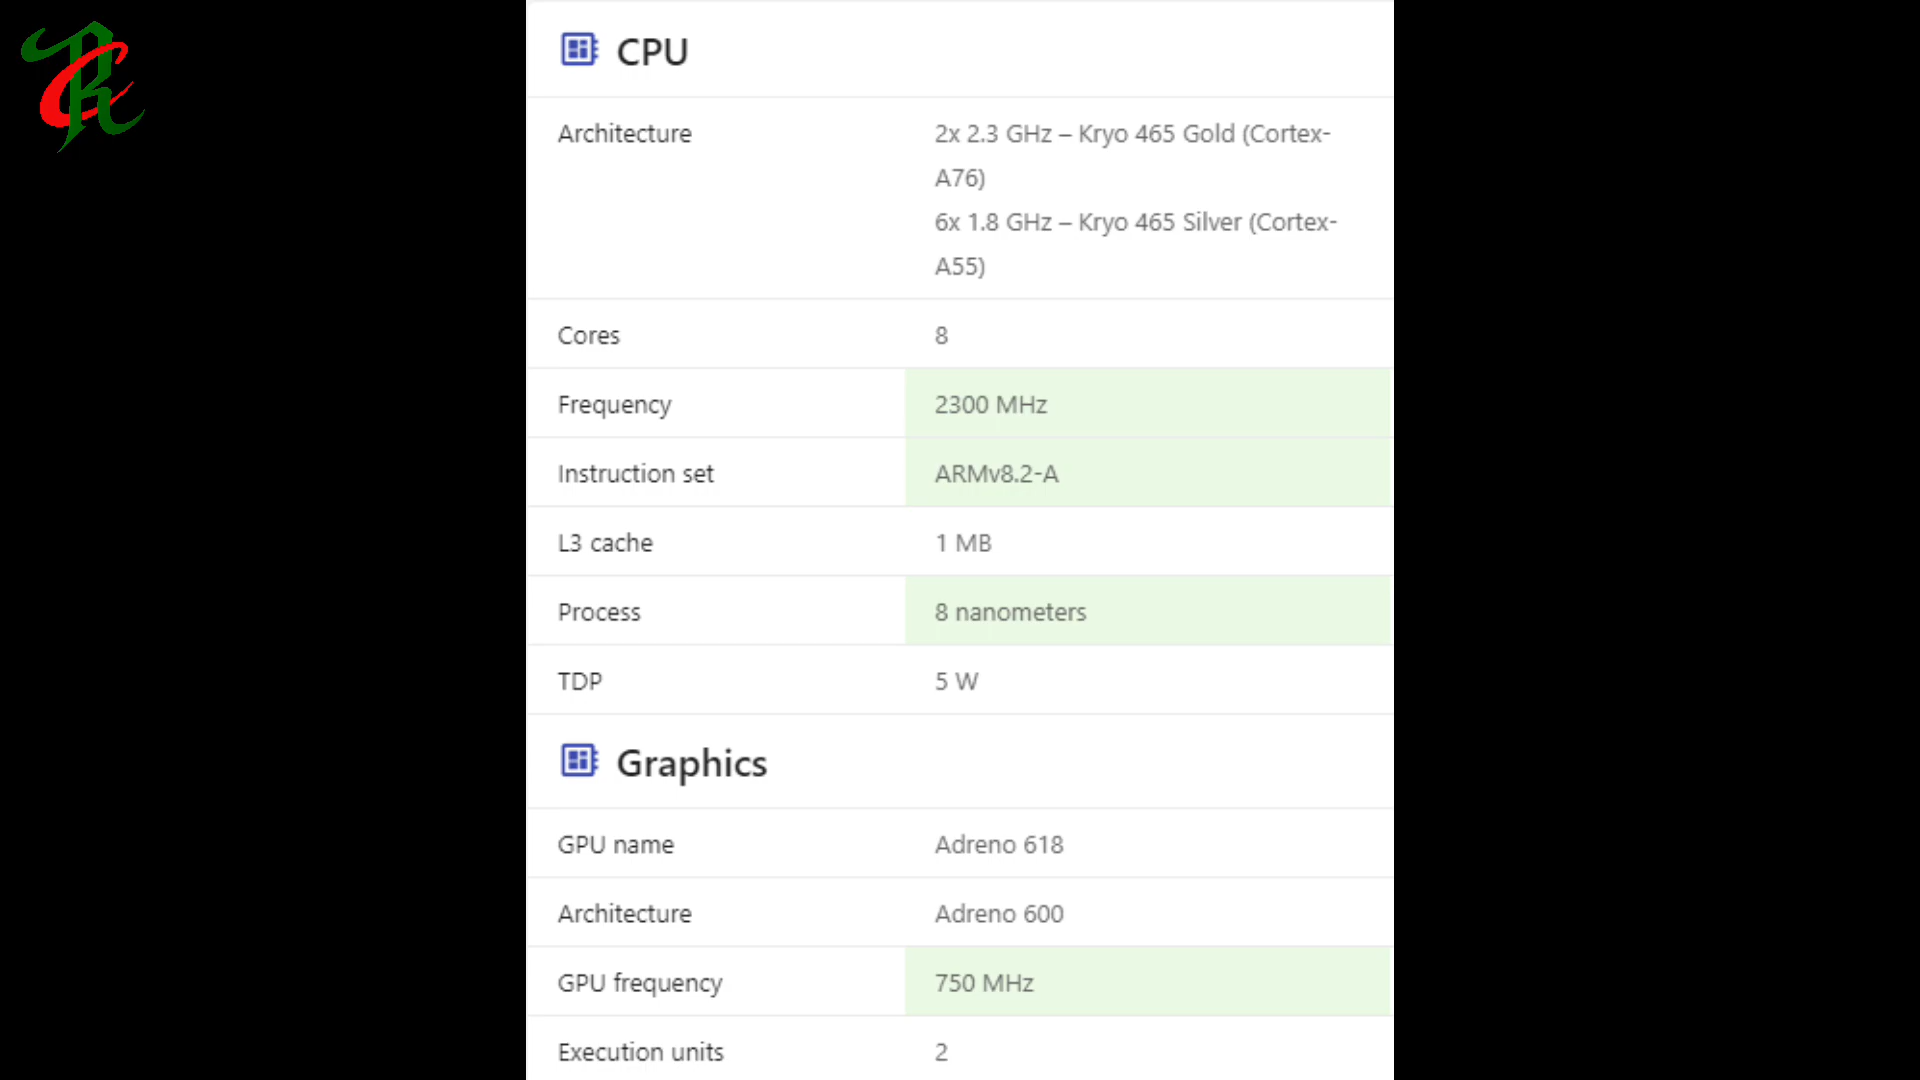 CPU
Architecture 2x 2.3 GHz – Kryo 465 Gold (Cortex-
A76)
6x 1.8 GHz – Kryo 465 Silver (Cortex-
A55)
Cores 8
Frequency 2300 MHz
Instruction set ARMv8.2-A
L3 cache 1 MB
Process 8 nanometers
TDP 5 W
Graphics
GPU name Adreno 618
Architecture Adreno 600
GPU frequency 750 MHz
Execution units 2